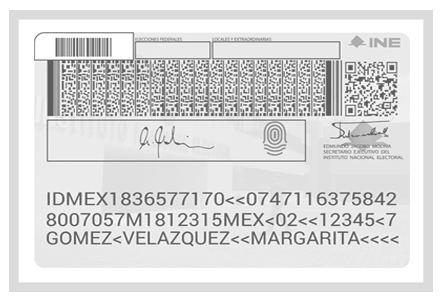 ELECCIONES FEDERALES
LOCALES Y EXTRAORDINARIAS
INE
EDMUNDO JACOBO MOLINA
SECRETARIO EJECUTIVO DEL
INSTITUTO NACIONAL ELECTORAL
IDMEX1836577170<<0747116375842
8007057M1812315MEX<02<<12345<7
GOMEZ<VELAZQUEZ<<MARGARITA<<<<